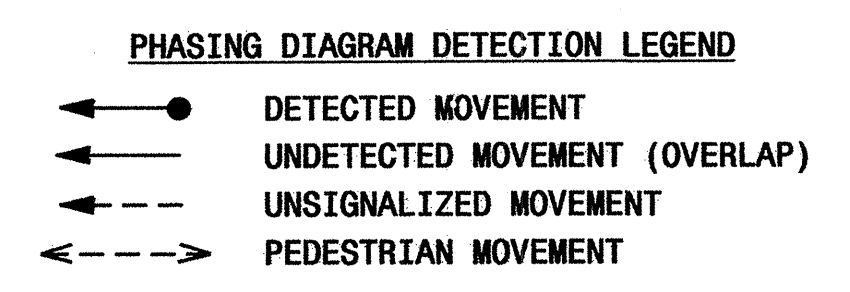 PHASING DIAGRAM DETECTION LEGEND
DETECTED MOVEMENT
UNDETECTED MOVEMENT (OVERLAP)
UNSIGNALIZED MOVEMENT
PEDESTRIAN MOVEMENT